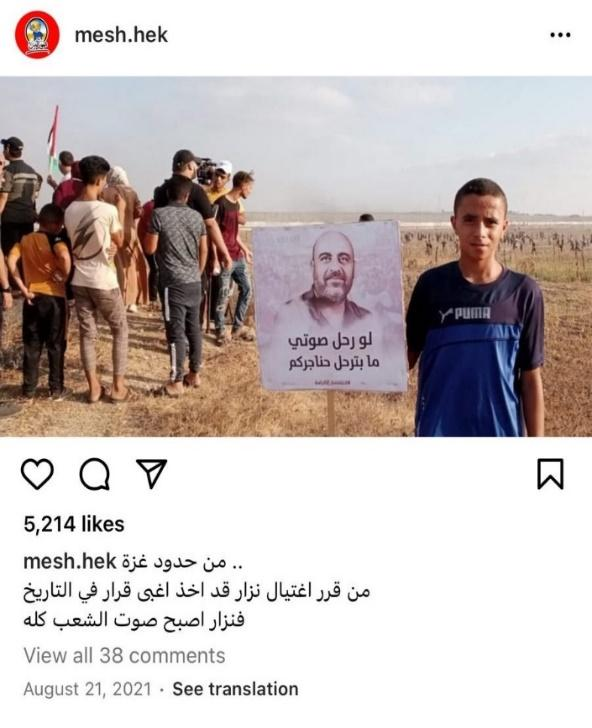 mesh.hek
PUMA
لو رحل صوتي
ما بترحل حناجركم
5,214 likes
mesh.hek من حدود غزة ..
من قرر اغتيال نزار قد اخذ اغبى قرار في التاريخ
فنزار اصبح صوت الشعب كله
View all 38 comments
August 21, 2021 · See translation